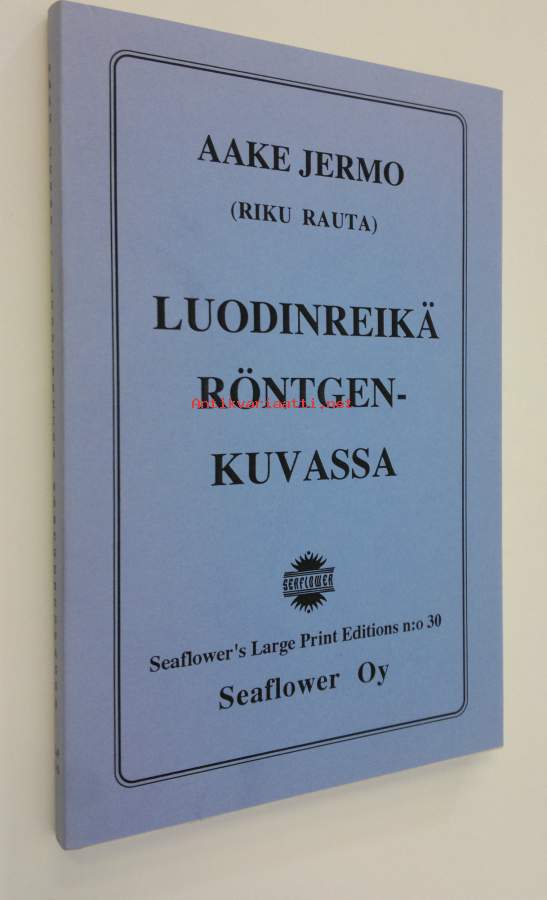 AAKE JERMO
(RIKU RAUTA)
LUODINREIKÄ
RÖNTGEN-
Antikvariaatti.net
KUVASSA
SEAFLOWER
Seaflower's Large Print Editions n:o 30
Seaflower Oy